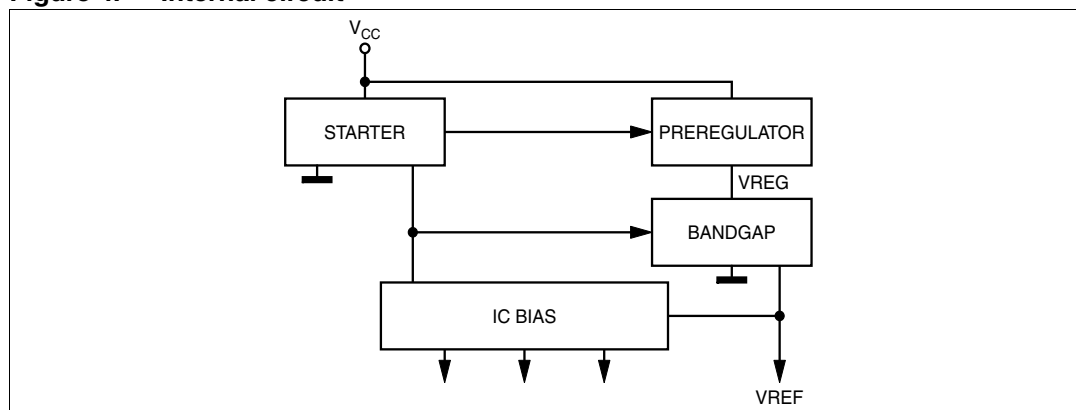 V_CC
STARTER
PREREGULATOR
VREG
BANDGAP
IC BIAS
VREF